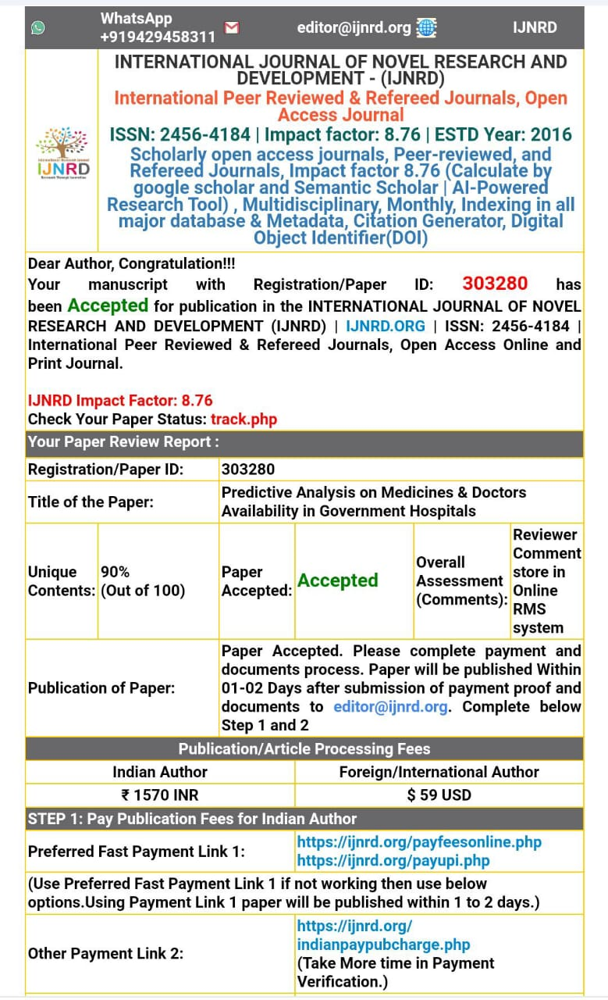 WhatsApp
+919429458311
editor@ijnrd.org
IJNRD
IJNRD
INTERNATIONAL JOURNAL OF NOVEL RESEARCH AND
DEVELOPMENT - (IJNRD)
International Peer Reviewed & Refereed Journals, Open
Access Journal
ISSN: 2456-4184 | Impact factor: 8.76 | ESTD Year: 2016
Scholarly open access journals, Peer-reviewed, and
Refereed Journals, Impact factor 8.76 (Calculate by
google scholar and Semantic Scholar | AI-Powered
Research Tool) , Multidisciplinary, Monthly, Indexing in all
major database & Metadata, Citation Generator, Digital
Object Identifier(DOI)
Dear Author, Congratulation!!!
Your manuscript with Registration/Paper ID: 303280 has
been Accepted for publication in the INTERNATIONAL JOURNAL OF NOVEL
RESEARCH AND DEVELOPMENT (IJNRD) | IJNRD.ORG | ISSN: 2456-4184 |
International Peer Reviewed & Refereed Journals, Open Access Online and
Print Journal.
IJNRD Impact Factor: 8.76
Check Your Paper Status: track.php
Your Paper Review Report :
Registration/Paper ID: 303280
Title of the Paper:
Predictive Analysis on Medicines & Doctors
Availability in Government Hospitals
Unique
Contents:
90%
(Out of 100)
Paper
Accepted:
Accepted
Overall
Assessment
(Comments):
Reviewer
Comment
store in
Online
RMS
system
Publication of Paper:
Paper Accepted. Please complete payment and
documents process. Paper will be published Within
01-02 Days after submission of payment proof and
documents to editor@ijnrd.org. Complete below
Step 1 and 2
Publication/Article Processing Fees
Indian Author
Foreign/International Author
₹ 1570 INR
$ 59 USD
STEP 1: Pay Publication Fees for Indian Author
Preferred Fast Payment Link 1:
https://ijnrd.org/payfeesonline.php
https://ijnrd.org/payupi.php
(Use Preferred Fast Payment Link 1 if not working then use below
options.Using Payment Link 1 paper will be published within 1 to 2 days.)
Other Payment Link 2:
https://ijnrd.org/
indianpaypubcharge.php
(Take More time in Payment
Verification.)